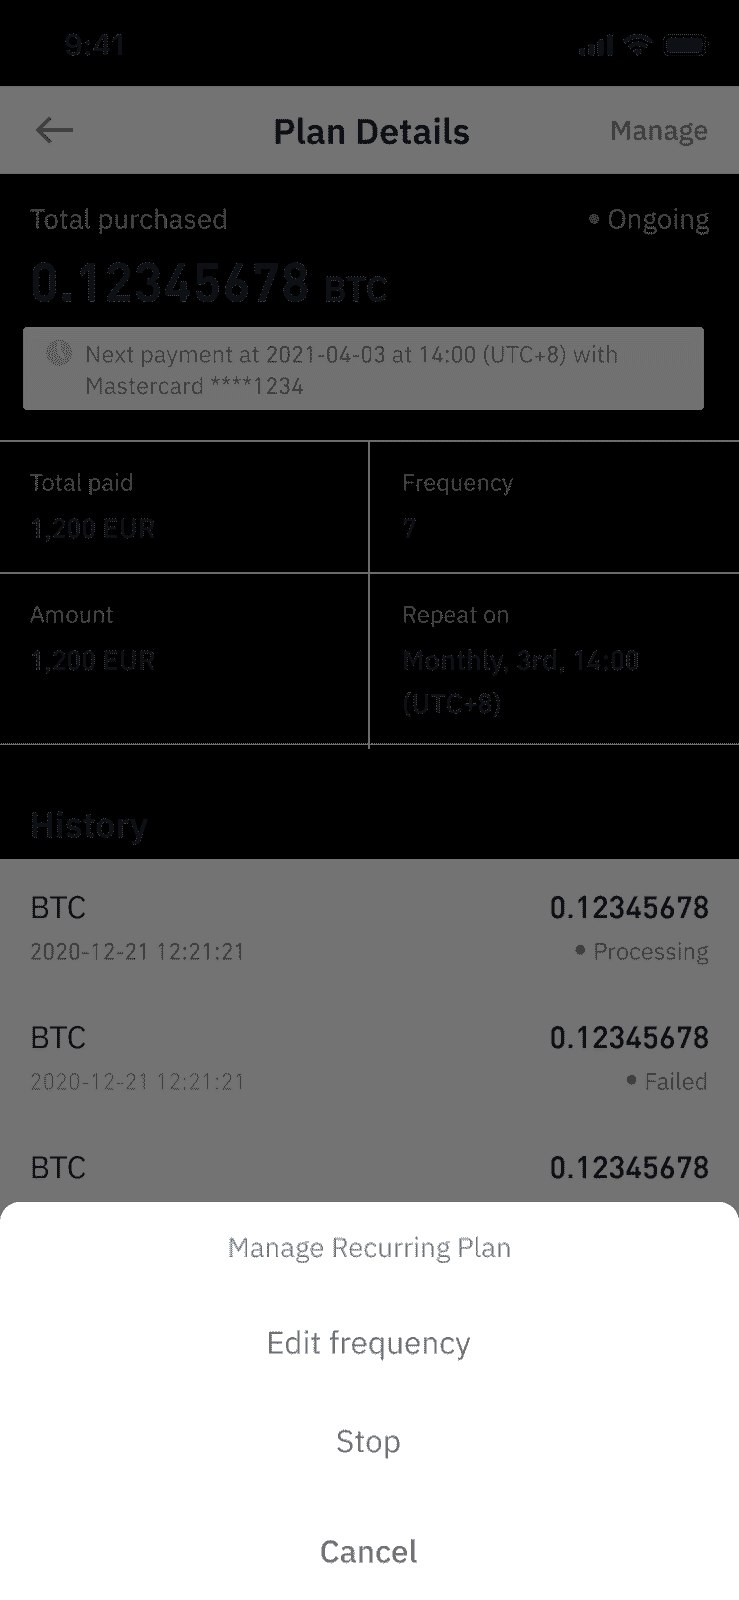 9:41
Plan Details Manage
Total purchased • Ongoing
0.12345678 BTC
Next payment at 2021-04-03 at 14:00 (UTC+8) with
Mastercard ****1234
Total paid Frequency
1,200 EUR 7
Amount Repeat on
1,200 EUR Monthly, 3rd, 14:00
(UTC+8)
History
BTC 0.12345678
2020-12-21 12:21:21 • Processing
BTC 0.12345678
2020-12-21 12:21:21 • Failed
BTC 0.12345678
Manage Recurring Plan
Edit frequency
Stop
Cancel